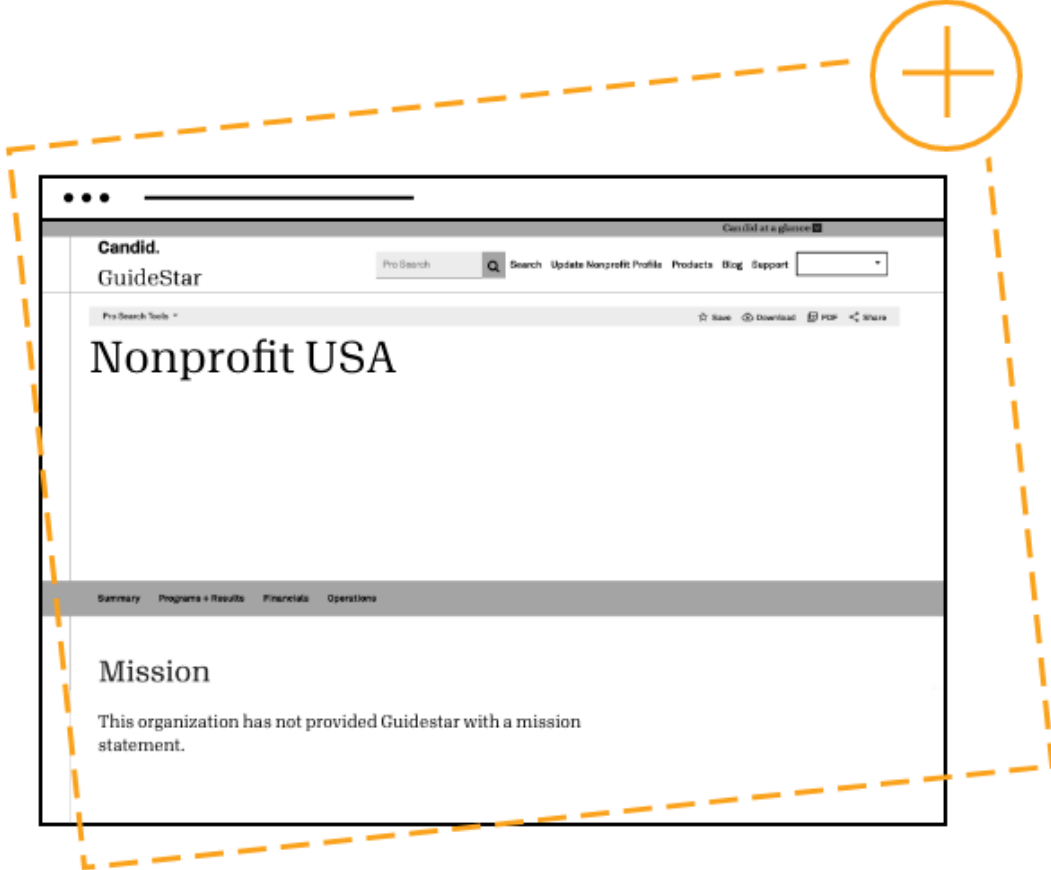 Candid at a glance
Candid.
GuideStar
Pro Search
Search Update Nonprofit Profile Products Blog Support
Pro Search Tools
Save Download PDF Share
Nonprofit USA
Summary Programs + Results Financials Operations
Mission
This organization has not provided Guidestar with a mission
statement.